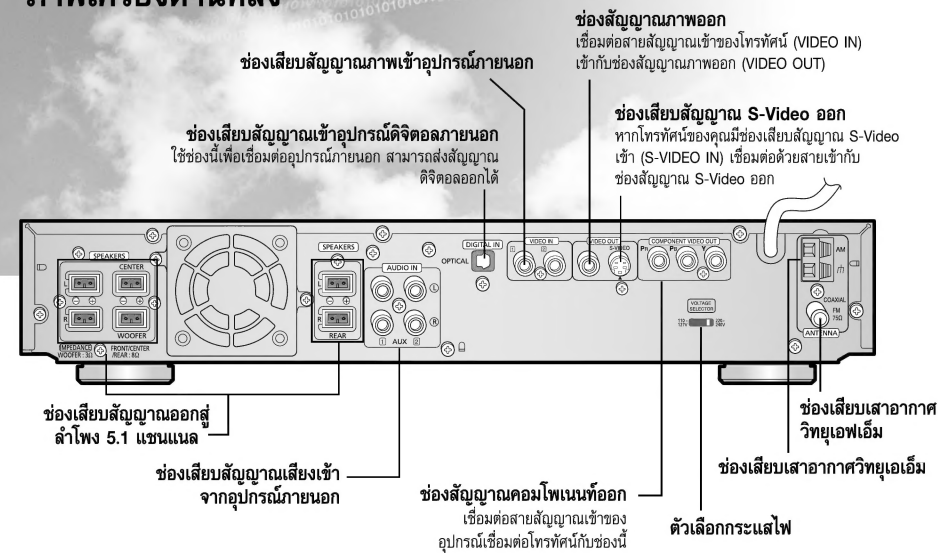 ภาพเครื่องด้านหลัง
ช่องสัญญาณภาพออก
เชื่อมต่อสายสัญญาณเข้าของโทรทัศน์ (VIDEO IN)
เข้ากับช่องสัญญาณภาพออก (VIDEO OUT)
ช่องเสียบสัญญาณภาพเข้าอุปกรณ์ภายนอก
ช่องเสียบสัญญาณ S-Video ออก
หากโทรทัศน์ของคุณมีช่องเสียบสัญญาณ S-Video
เข้า (S-VIDEO IN) เชื่อมต่อด้วยสายเข้ากับ
ช่องสัญญาณ S-Video ออก
ช่องเสียบสัญญาณเข้าอุปกรณ์ดิจิตอลภายนอก
ใช้ช่องนี้เพื่อเชื่อมต่ออุปกรณ์ภายนอก สามารถส่งสัญญาณ
ดิจิตอลออกได้
SPEAKERS
CENTER
L
R
WOOFER
IMPEDANCE
WOOFER : 3Ω
FRONT/CENTER
/REAR : 8Ω
SPEAKERS
L
R
REAR
AUDIO IN
L
R
1 AUX 2
DIGITAL IN
OPTICAL
VIDEO IN
1 2
VIDEO OUT
S-VIDEO
COMPONENT VIDEO OUT
PR PB Y
VOLTAGE
SELECTOR
110 -
127V
220 -
240V
AM
COAXIAL
FM
75Ω
ANTENNA
ช่องเสียบสัญญาณออกสู่
ลำโพง 5.1 แชนแนล
ช่องเสียบสัญญาณเสียงเข้า
จากอุปกรณ์ภายนอก
ช่องสัญญาณคอมโพเนนท์ออก
เชื่อมต่อสายสัญญาณเข้าของ
อุปกรณ์เชื่อมต่อโทรทัศน์กับช่องนี้
ตัวเลือกกระแสไฟ
ช่องเสียบเสาอากาศ
วิทยุเอฟเอ็ม
ช่องเสียบเสาอากาศวิทยุเอเอ็ม